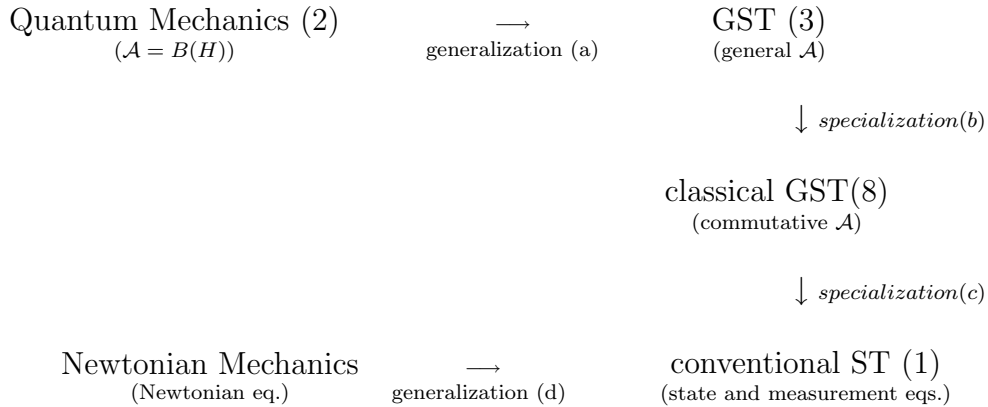 Quantum Mechanics (2) ⟶ GST (3)
(𝒜 = B(H)) generalization (a) (general 𝒜)
↓ specialization(b)
classical GST(8)
(commutative 𝒜)
↓ specialization(c)
Newtonian Mechanics ⟶ conventional ST (1)
(Newtonian eq.) generalization (d) (state and measurement eqs.)